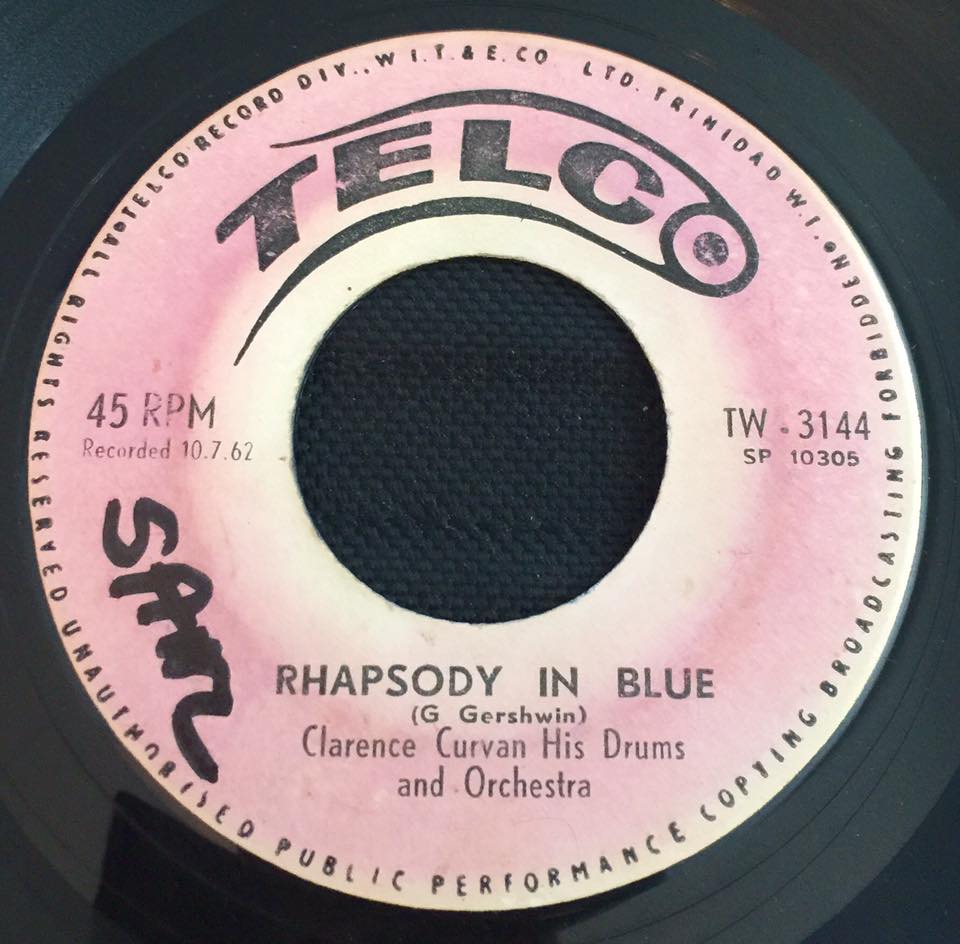 TELCO RECORD DIV., W.I.T. & E. CO. LTD. TRINIDAD W.I.
ALL RIGHTS RESERVED UNAUTHORISED PUBLIC PERFORMANCE COPYING BROADCASTING FORBIDDEN
TELCO
45 RPM
Recorded 10.7.62
TW - 3144
SP 10305
SAM
RHAPSODY IN BLUE
(G Gershwin)
Clarence Curvan His Drums
and Orchestra